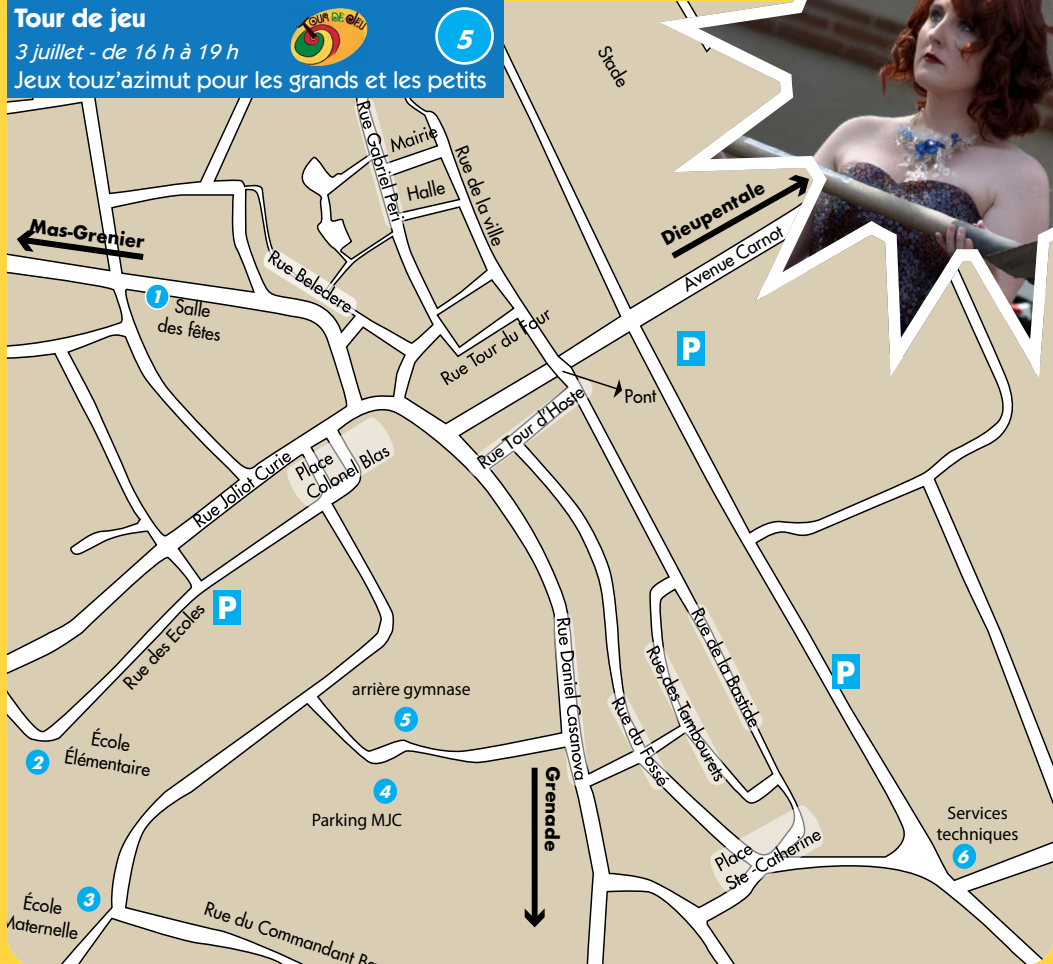 Tour de jeu
3 juillet - de 16 h à 19 h
Jeux touz'azimut pour les grands et les petits
TOUR DE JEU
5
Stade
Rue Gabriel Peri
Mairie
Halle
Rue de la ville
Dieupentale
Avenue Carnot
Mas-Grenier
Rue Beledere
1
Salle
des fêtes
Rue Tour du Four
P
Pont
Rue Tour d'Hoste
Place
Colonel Blas
Rue Joliot Curie
P
Rue des Ecoles
Rue Daniel Casanova
Rue de la Bastide
Rue des Tambourets
Rue du Fossé
P
arrière gymnase
5
École
Élémentaire
2
4
Parking MJC
Grenade
Services
techniques
6
Place
Ste-Catherine
3
École
Maternelle
Rue du Commandant